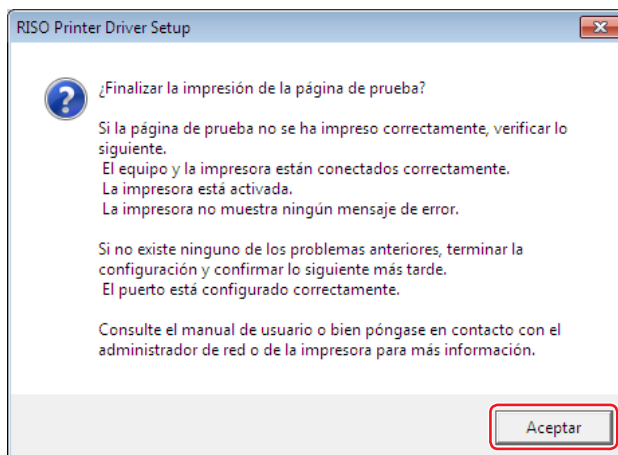 RISO Printer Driver Setup
¿Finalizar la impresión de la página de prueba?
Si la página de prueba no se ha impreso correctamente, verificar lo
siguiente.
El equipo y la impresora están conectados correctamente.
La impresora está activada.
La impresora no muestra ningún mensaje de error.
Si no existe ninguno de los problemas anteriores, terminar la
configuración y confirmar lo siguiente más tarde.
El puerto está configurado correctamente.
Consulte el manual de usuario o bien póngase en contacto con el
administrador de red o de la impresora para más información.
Aceptar